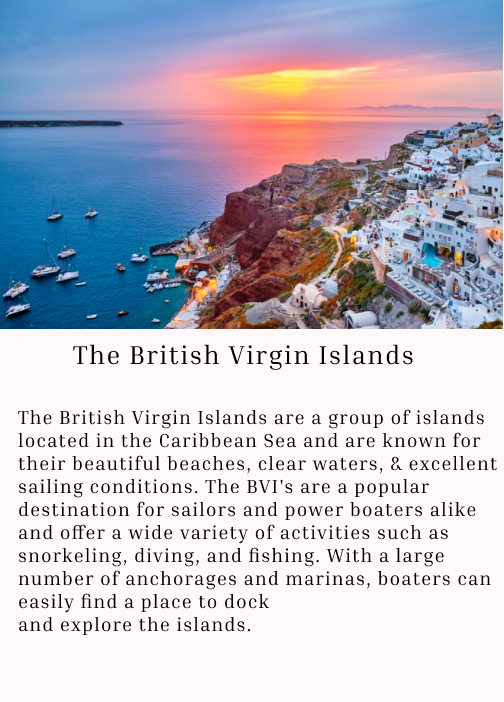 The British Virgin Islands
The British Virgin Islands are a group of islands
located in the Caribbean Sea and are known for
their beautiful beaches, clear waters, & excellent
sailing conditions. The BVI's are a popular
destination for sailors and power boaters alike
and offer a wide variety of activities such as
snorkeling, diving, and fishing. With a large
number of anchorages and marinas, boaters can
easily find a place to dock
and explore the islands.